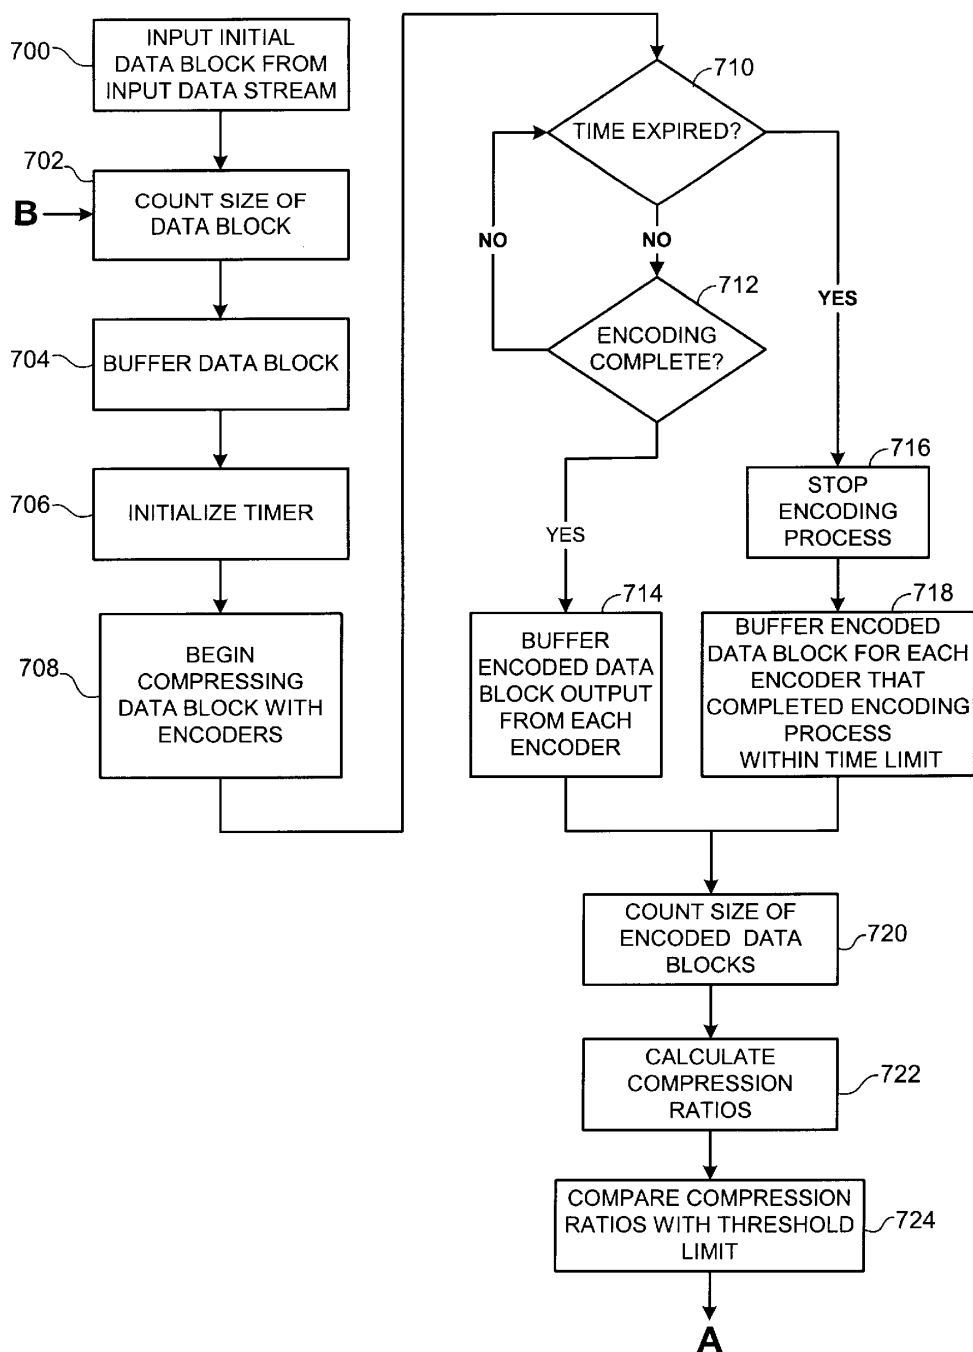 700
INPUT INITIAL
DATA BLOCK FROM
INPUT DATA STREAM
702
B
COUNT SIZE OF
DATA BLOCK
704
BUFFER DATA BLOCK
706
INITIALIZE TIMER
708
BEGIN
COMPRESSING
DATA BLOCK WITH
ENCODERS
710
TIME EXPIRED?
NO
NO
YES
712
ENCODING
COMPLETE?
YES
716
STOP
ENCODING
PROCESS
714
BUFFER
ENCODED DATA
BLOCK OUTPUT
FROM EACH
ENCODER
718
BUFFER ENCODED
DATA BLOCK FOR EACH
ENCODER THAT
COMPLETED ENCODING
PROCESS
WITHIN TIME LIMIT
COUNT SIZE OF
ENCODED DATA
BLOCKS
720
CALCULATE
COMPRESSION
RATIOS
722
COMPARE COMPRESSION
RATIOS WITH THRESHOLD
LIMIT
724
A